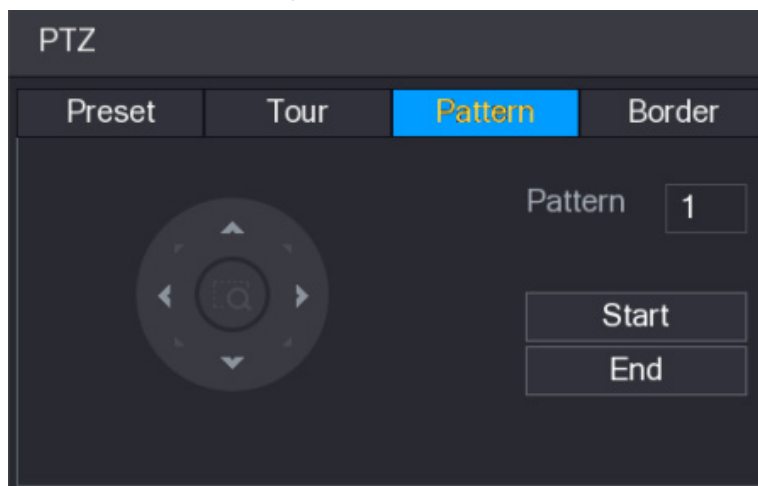 PTZ
Preset Tour Pattern Border
Pattern 1
Start
End